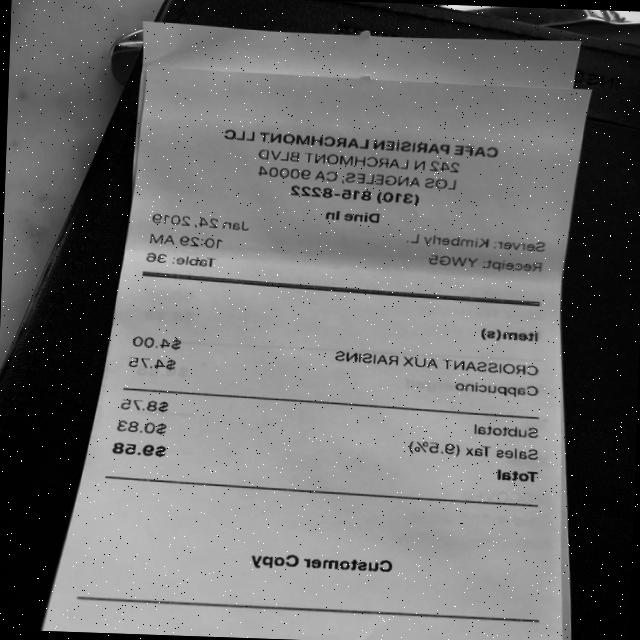 CAFE PARISIEN LARCHMONT LLC
242 N LARCHMONT BLVD
LOS ANGELES, CA 90004
(310) 815-8222
Dine In
Server: Kimberly L. Jan 24, 2019
Receipt: YWG5 10:29 AM
Table: 36
Item(s)
CROISSANT AUX RAISINS $4.00
Cappucino $4.75
Subtotal $8.75
Sales Tax (9.5%) $0.83
Total $9.58
Customer Copy